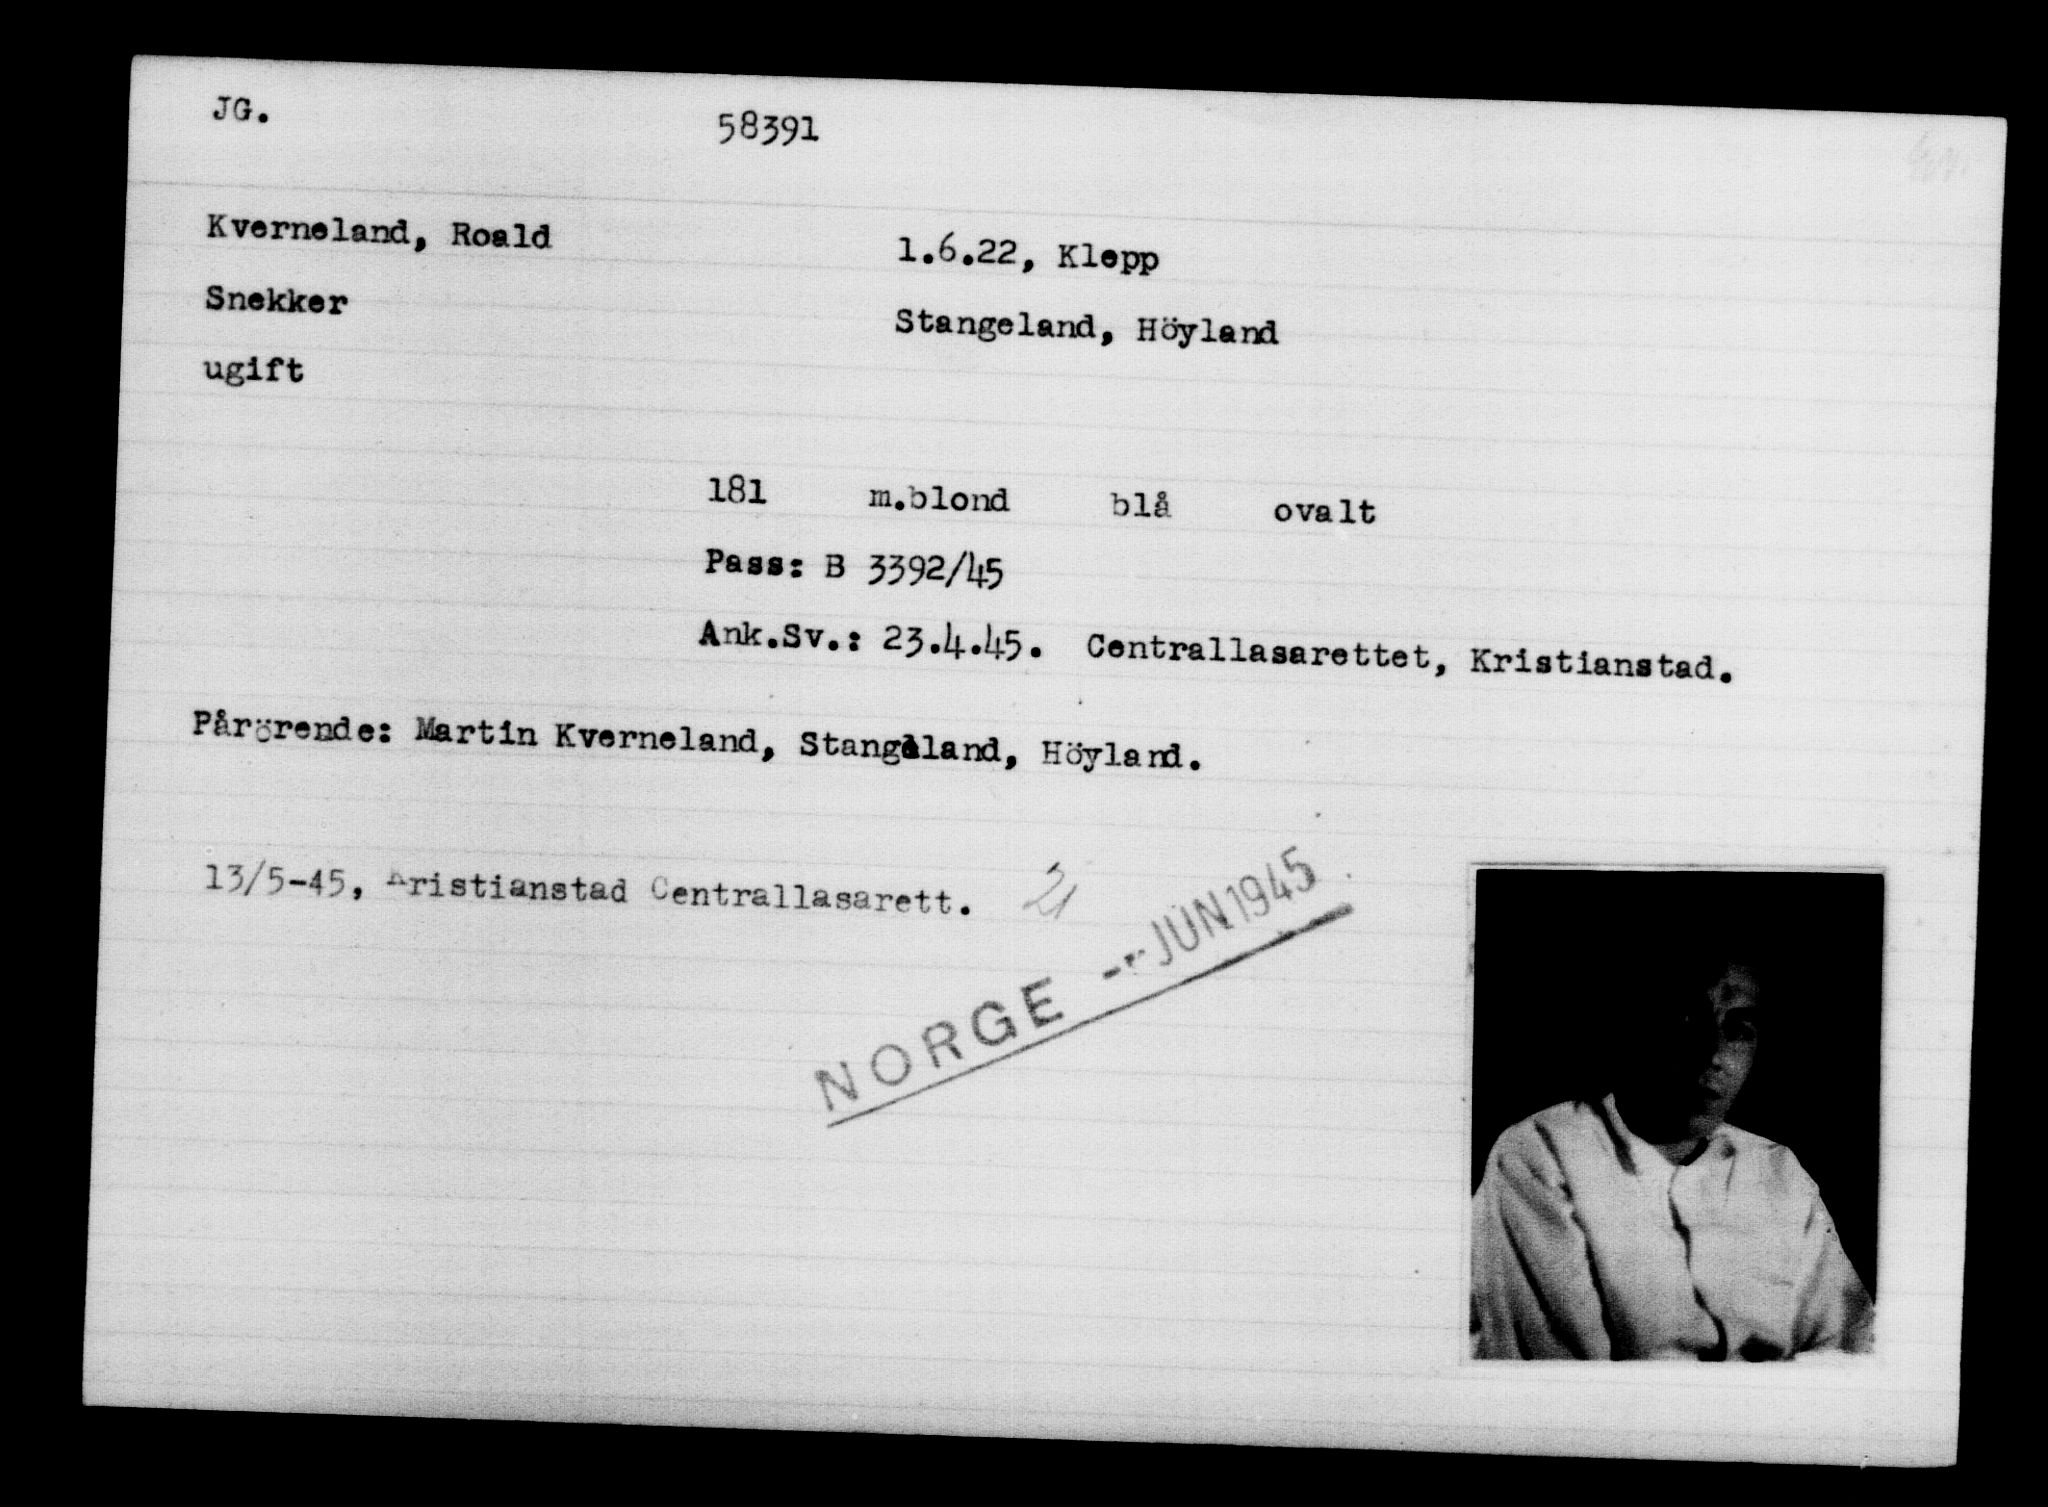 JG.
58391
Kverneland, Roald
1.6.22, Klepp
Snekker
Stangeland, Höyland
ugift
181 m.blond blå ovalt
Pass: B 3392/45
Ank.Sv.: 23.4.45. Centrallasarettet, Kristianstad.
Pårörende: Martin Kverneland, Stangeland, Höyland.
13/5-45, Kristianstad Centrallasarett.
NORGE JUN 1945